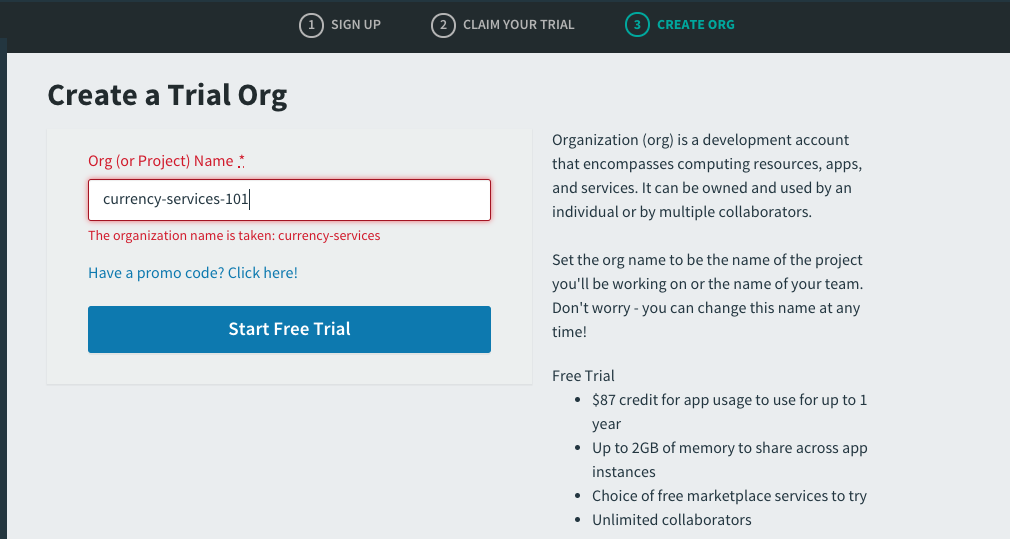 1 SIGN UP 2 CLAIM YOUR TRIAL 3 CREATE ORG
Create a Trial Org
Org (or Project) Name *
currency-services-101
The organization name is taken: currency-services
Have a promo code? Click here!
Start Free Trial
Organization (org) is a development account
that encompasses computing resources, apps,
and services. It can be owned and used by an
individual or by multiple collaborators.
Set the org name to be the name of the project
you'll be working on or the name of your team.
Don't worry - you can change this name at any
time!
Free Trial
• $87 credit for app usage to use for up to 1
year
• Up to 2GB of memory to share across app
instances
• Choice of free marketplace services to try
• Unlimited collaborators